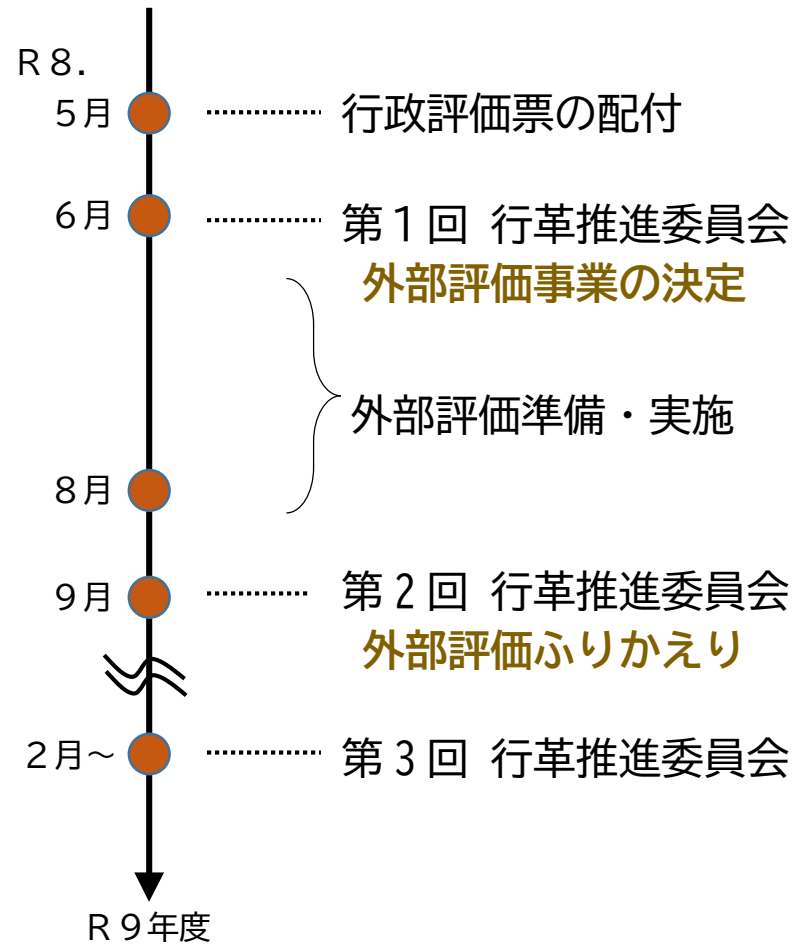 Ｒ８．
５月 行政評価票の配付
６月 第１回 行革推進委員会
外部評価事業の決定
外部評価準備・実施
８月
９月 第２回 行革推進委員会
外部評価ふりかえり
２月～ 第３回 行革推進委員会
Ｒ９年度